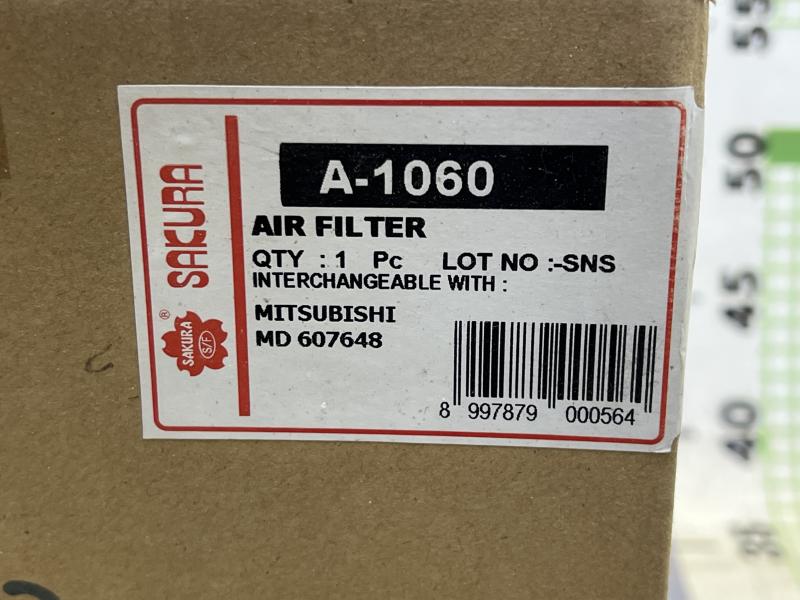 SAKURA
®
SAKURA
S/F
A-1060
AIR FILTER
QTY : 1 Pc LOT NO :-SNS
INTERCHANGEABLE WITH :
MITSUBISHI
MD 607648
8 997879 000564
55
50
45
40